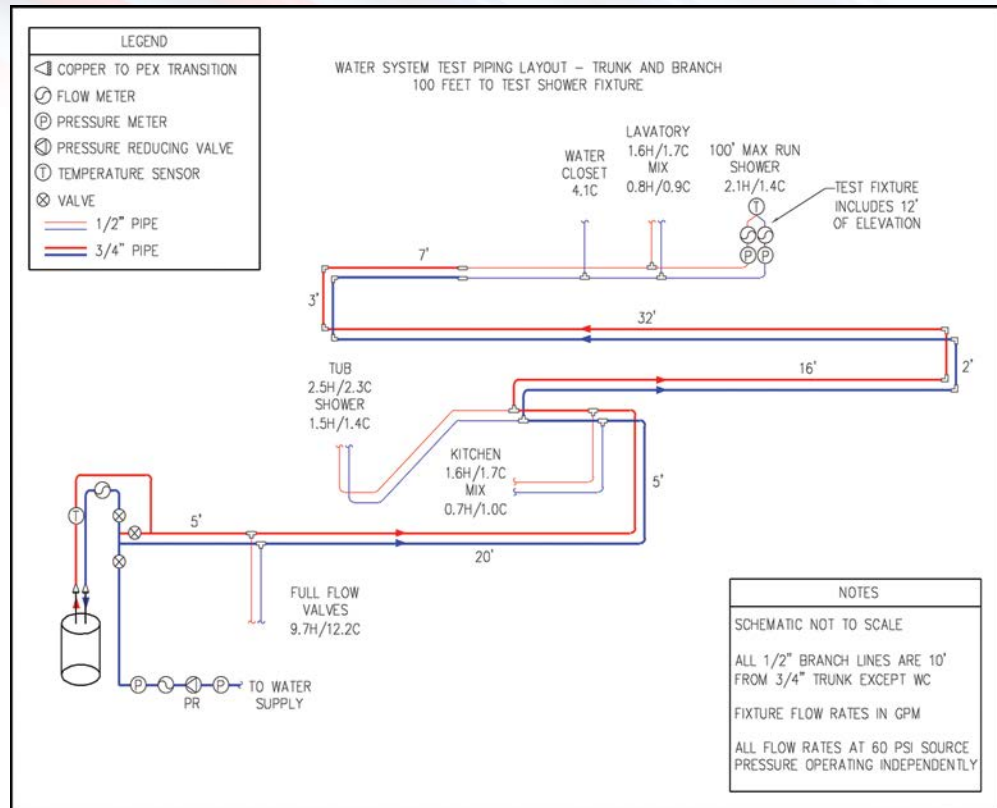 LEGEND
COPPER TO PEX TRANSITION
FLOW METER
P PRESSURE METER
PRESSURE REDUCING VALVE
T TEMPERATURE SENSOR
VALVE
1/2" PIPE
3/4" PIPE
WATER SYSTEM TEST PIPING LAYOUT – TRUNK AND BRANCH
100 FEET TO TEST SHOWER FIXTURE
WATER
CLOSET
4.1C
LAVATORY
1.6H/1.7C
MIX
0.8H/0.9C
100' MAX RUN
SHOWER
2.1H/1.4C
T
P P
TEST FIXTURE
INCLUDES 12'
OF ELEVATION
7'
3'
32'
16'
2'
TUB
2.5H/2.3C
SHOWER
1.5H/1.4C
KITCHEN
1.6H/1.7C
MIX
0.7H/1.0C
5'
T
5'
20'
FULL FLOW
VALVES
9.7H/12.2C
P P
PR
TO WATER
SUPPLY
NOTES
SCHEMATIC NOT TO SCALE
ALL 1/2" BRANCH LINES ARE 10'
FROM 3/4" TRUNK EXCEPT WC
FIXTURE FLOW RATES IN GPM
ALL FLOW RATES AT 60 PSI SOURCE
PRESSURE OPERATING INDEPENDENTLY